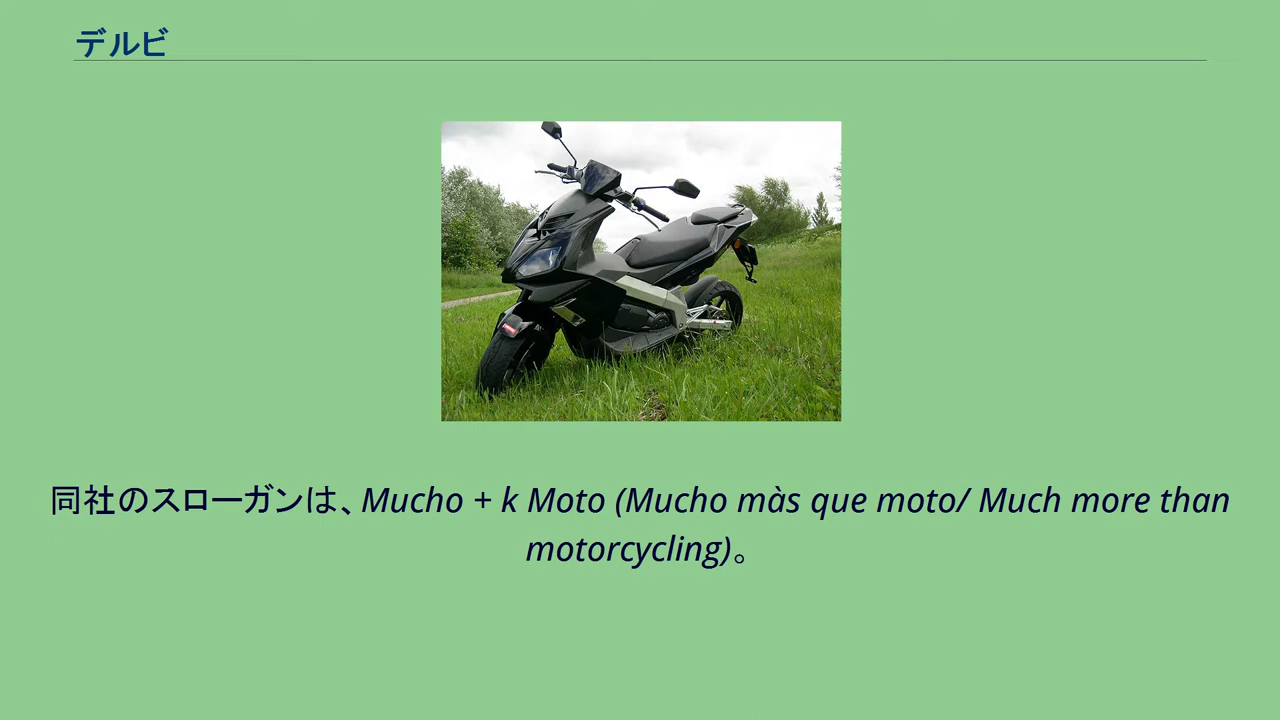 デルビ
同社のスローガンは、Mucho + k Moto (Mucho màs que moto/ Much more than
motorcycling)。